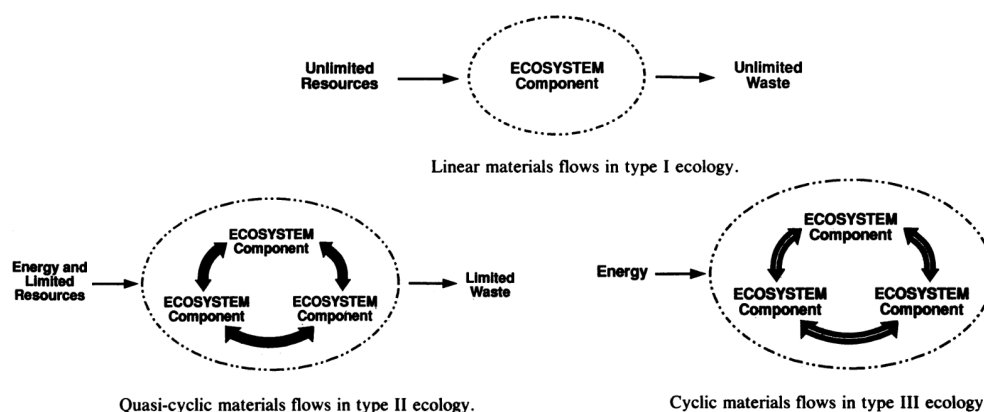 Unlimited
Resources
ECOSYSTEM
Component
Unlimited
Waste
Linear materials flows in type I ecology.
Energy and
Limited
Resources
ECOSYSTEM
Component
ECOSYSTEM
Component
ECOSYSTEM
Component
Limited
Waste
Quasi-cyclic materials flows in type II ecology.
Energy
ECOSYSTEM
Component
ECOSYSTEM
Component
ECOSYSTEM
Component
Cyclic materials flows in type III ecology